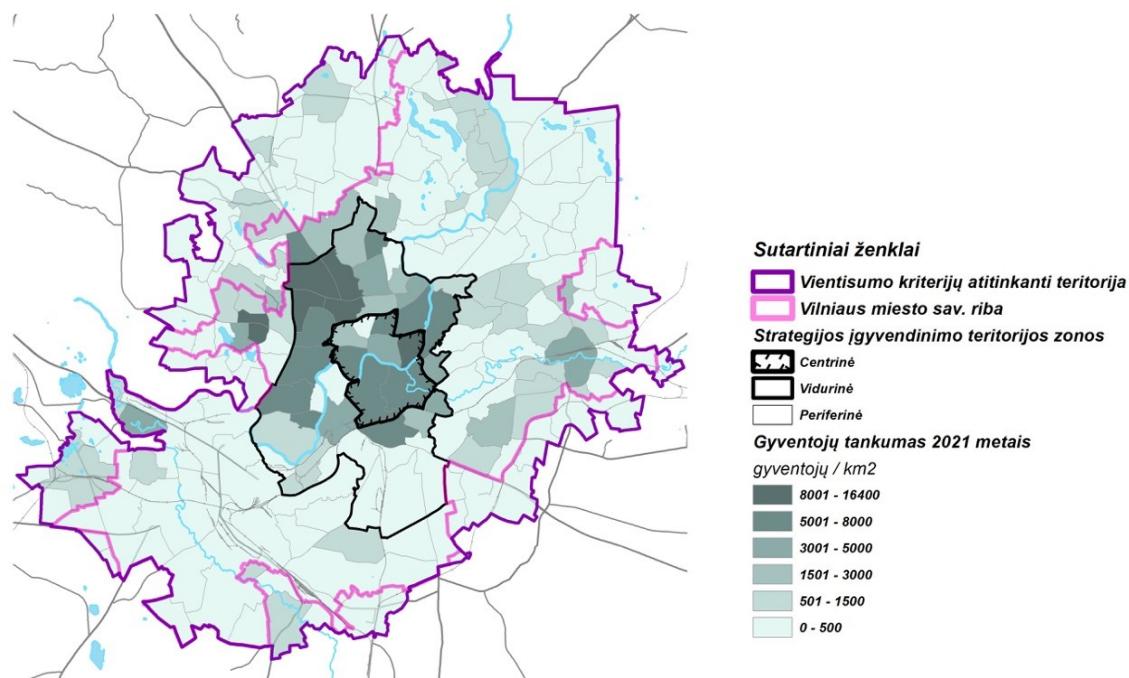 Sutartiniai ženklai
Vientisumo kriterijų atitinkanti teritorija
Vilniaus miesto sav. riba
Strategijos įgyvendinimo teritorijos zonos
Centrinė
Vidurinė
Periferinė
Gyventojų tankumas 2021 metais
gyventojų / km2
8001 - 16400
5001 - 8000
3001 - 5000
1501 - 3000
501 - 1500
0 - 500